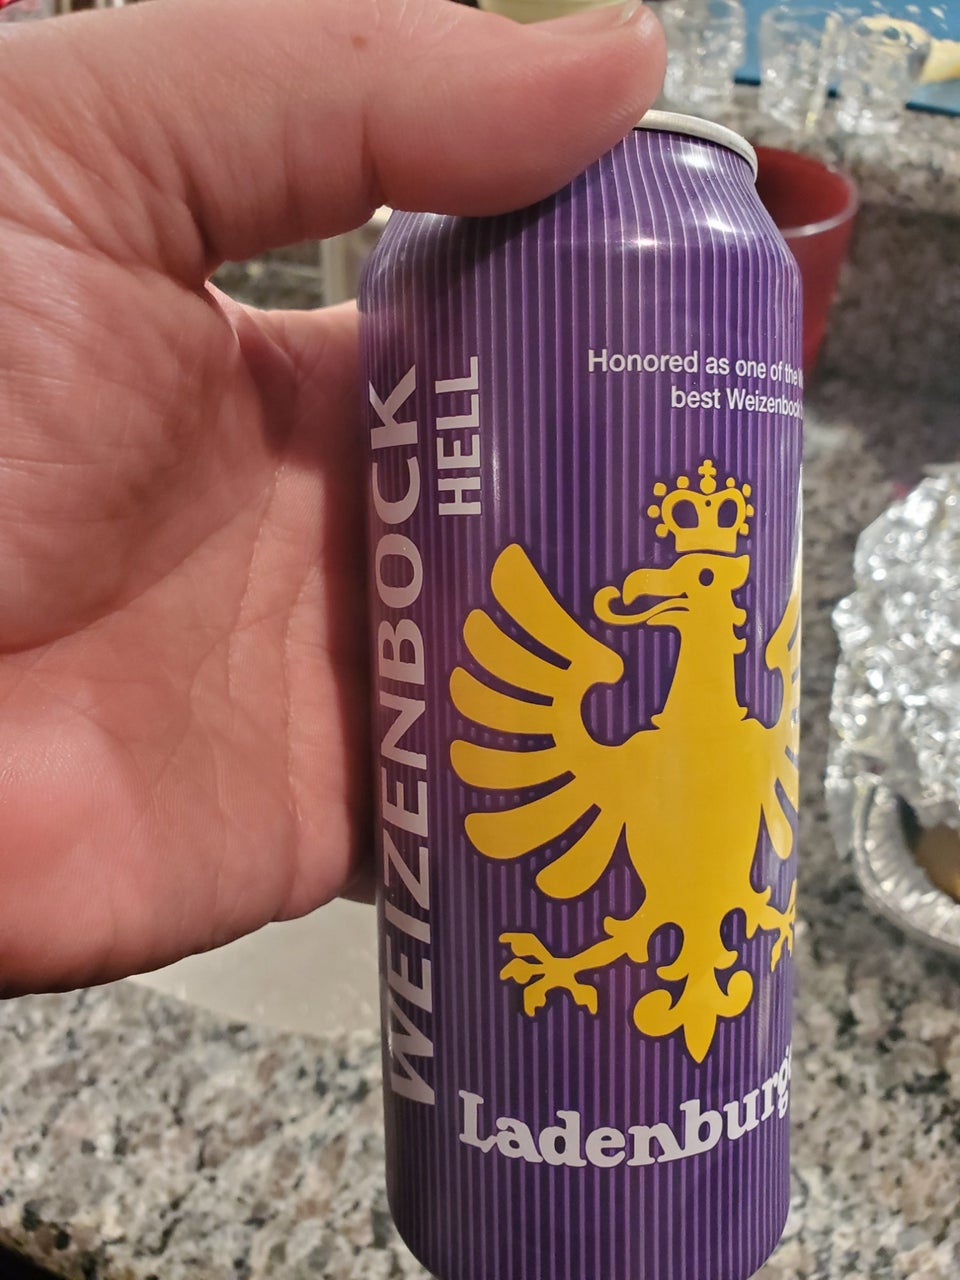 WEIZENBOCK
HELL
Honored as one of the
best Weizenbock
Ladenburg